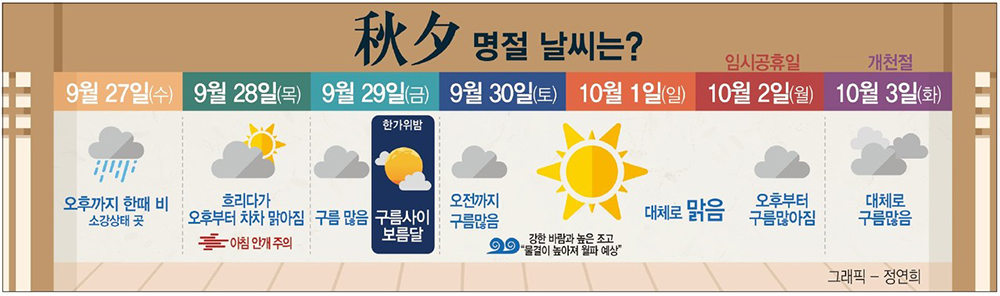 秋夕 명절 날씨는?
임시공휴일
개천절
9월 27일(수)
9월 28일(목)
9월 29일(금)
9월 30일(토)
10월 1일(일)
10월 2일(월)
10월 3일(화)
오후까지 한때 비
소강상태 곳
흐리다가
오후부터 차차 맑아짐
아침 안개 주의
구름 많음
한가위밤
구름사이
보름달
오전까지
구름많음
강한 바람과 높은 조고
"물결이 높아져 월파 예상"
대체로 맑음
오후부터
구름많아짐
대체로
구름많음
그래픽 – 정연희